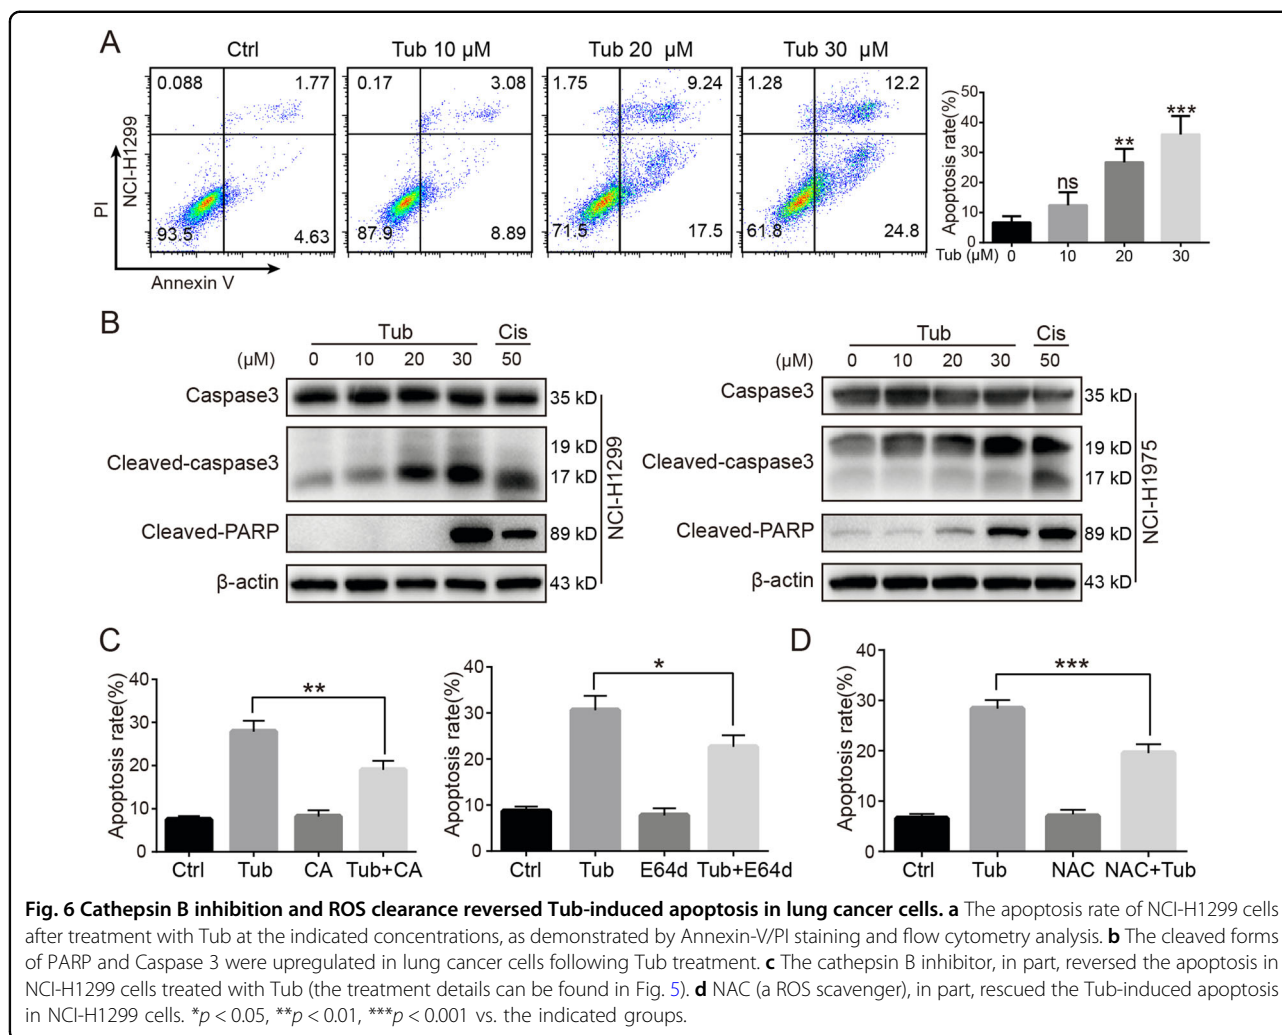 A
Ctrl
Tub 10 μM
Tub 20 μM
Tub 30 μM
0.088 1.77
93.5 4.63
0.17 3.08
87.9 8.89
1.75 9.24
71.5 17.5
1.28 12.2
61.8 24.8
PI
NCI-H1299
Annexin V
Apoptosis rate(%)
50
40
30
20
10
0
ns
**
***
Tub (μM) 0 10 20 30
B
Tub Cis
(μM) 0 10 20 30 50
Caspase3 35 kD
Cleaved-caspase3 19 kD
17 kD
Cleaved-PARP 89 kD
β-actin 43 kD
NCI-H1299
Tub Cis
(μM) 0 10 20 30 50
Caspase3 35 kD
Cleaved-caspase3 19 kD
17 kD
Cleaved-PARP 89 kD
β-actin 43 kD
NCI-H1975
C
Apoptosis rate(%)
40
30
20
10
0
**
Ctrl Tub CA Tub+CA
Apoptosis rate(%)
40
30
20
10
0
*
Ctrl Tub E64d Tub+E64d
D
Apoptosis rate(%)
40
30
20
10
0
***
Ctrl Tub NAC NAC+Tub
Fig. 6 Cathepsin B inhibition and ROS clearance reversed Tub-induced apoptosis in lung cancer cells. a The apoptosis rate of NCI-H1299 cells
after treatment with Tub at the indicated concentrations, as demonstrated by Annexin-V/PI staining and flow cytometry analysis. b The cleaved forms
of PARP and Caspase 3 were upregulated in lung cancer cells following Tub treatment. c The cathepsin B inhibitor, in part, reversed the apoptosis in
NCI-H1299 cells treated with Tub (the treatment details can be found in Fig. 5). d NAC (a ROS scavenger), in part, rescued the Tub-induced apoptosis
in NCI-H1299 cells. *p < 0.05, **p < 0.01, ***p < 0.001 vs. the indicated groups.